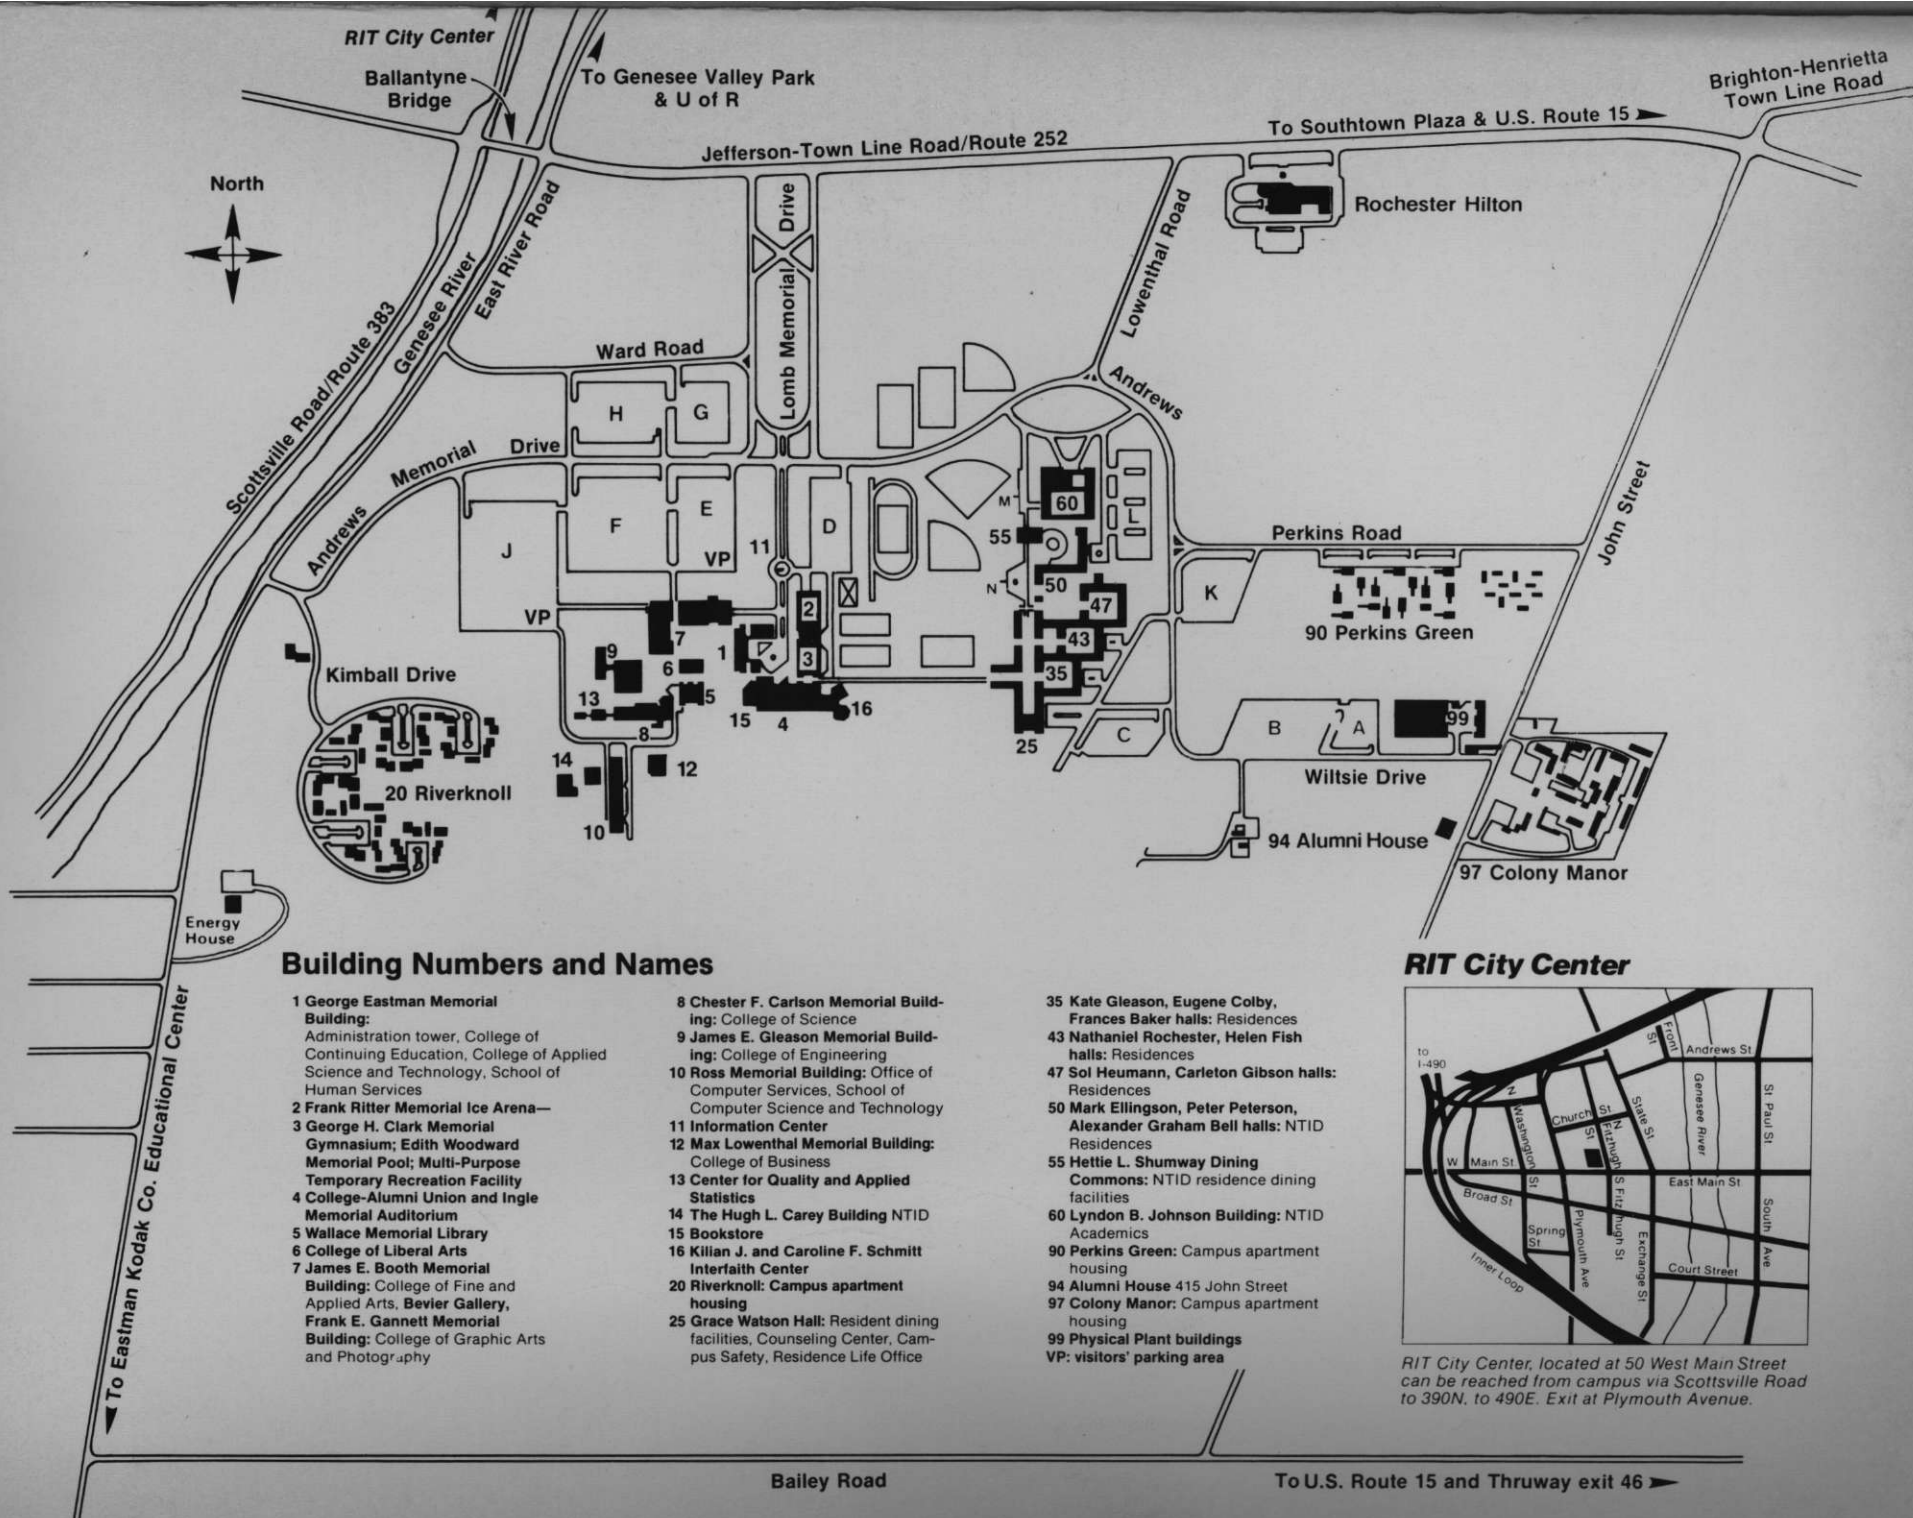 RIT City Center
Ballantyne
Bridge
To Genesee Valley Park
& U of R
Brighton-Henrietta
Town Line Road
To Southtown Plaza & U.S. Route 15
Jefferson-Town Line Road/Route 252
North
Rochester Hilton
Lomb Memorial Drive
Lowenthal Road
East River Road
Genesee River
Scottsville Road/Route 383
Ward Road
Andrews
H
G
Andrews Memorial Drive
John Street
M
60
L
J
F
E
D
VP
11
55
Perkins Road
50
N
47
K
2
VP
7
1
3
43
90 Perkins Green
9
6
35
Kimball Drive
13
5
15
4
16
8
25
C
B
A
99
14
12
Wiltsie Drive
20 Riverknoll
10
94 Alumni House
97 Colony Manor
Energy
House
To Eastman Kodak Co. Educational Center
Building Numbers and Names
1 George Eastman Memorial
Building:
Administration tower, College of
Continuing Education, College of Applied
Science and Technology, School of
Human Services
2 Frank Ritter Memorial Ice Arena—
3 George H. Clark Memorial
Gymnasium; Edith Woodward
Memorial Pool; Multi-Purpose
Temporary Recreation Facility
4 College-Alumni Union and Ingle
Memorial Auditorium
5 Wallace Memorial Library
6 College of Liberal Arts
7 James E. Booth Memorial
Building: College of Fine and
Applied Arts, Bevier Gallery,
Frank E. Gannett Memorial
Building: College of Graphic Arts
and Photography
8 Chester F. Carlson Memorial Build-
ing: College of Science
9 James E. Gleason Memorial Build-
ing: College of Engineering
10 Ross Memorial Building: Office of
Computer Services, School of
Computer Science and Technology
11 Information Center
12 Max Lowenthal Memorial Building:
College of Business
13 Center for Quality and Applied
Statistics
14 The Hugh L. Carey Building NTID
15 Bookstore
16 Kilian J. and Caroline F. Schmitt
Interfaith Center
20 Riverknoll: Campus apartment
housing
25 Grace Watson Hall: Resident dining
facilities, Counseling Center, Cam-
pus Safety, Residence Life Office
35 Kate Gleason, Eugene Colby,
Frances Baker halls: Residences
43 Nathaniel Rochester, Helen Fish
halls: Residences
47 Sol Heumann, Carleton Gibson halls:
Residences
50 Mark Ellingson, Peter Peterson,
Alexander Graham Bell halls: NTID
Residences
55 Hettie L. Shumway Dining
Commons: NTID residence dining
facilities
60 Lyndon B. Johnson Building: NTID
Academics
90 Perkins Green: Campus apartment
housing
94 Alumni House 415 John Street
97 Colony Manor: Campus apartment
housing
99 Physical Plant buildings
VP: visitors' parking area
RIT City Center
to
I-490
Front St
Andrews St
N Washington St
Church St
N Fitzhugh St
State St
Genesee River
St Paul St
W Main St
East Main St
Broad St
S Fitzhugh St
Spring
St
Plymouth Ave
Exchange St
South Ave
Court Street
Inner Loop
RIT City Center, located at 50 West Main Street
can be reached from campus via Scottsville Road
to 390N, to 490E. Exit at Plymouth Avenue.
Bailey Road
To U.S. Route 15 and Thruway exit 46